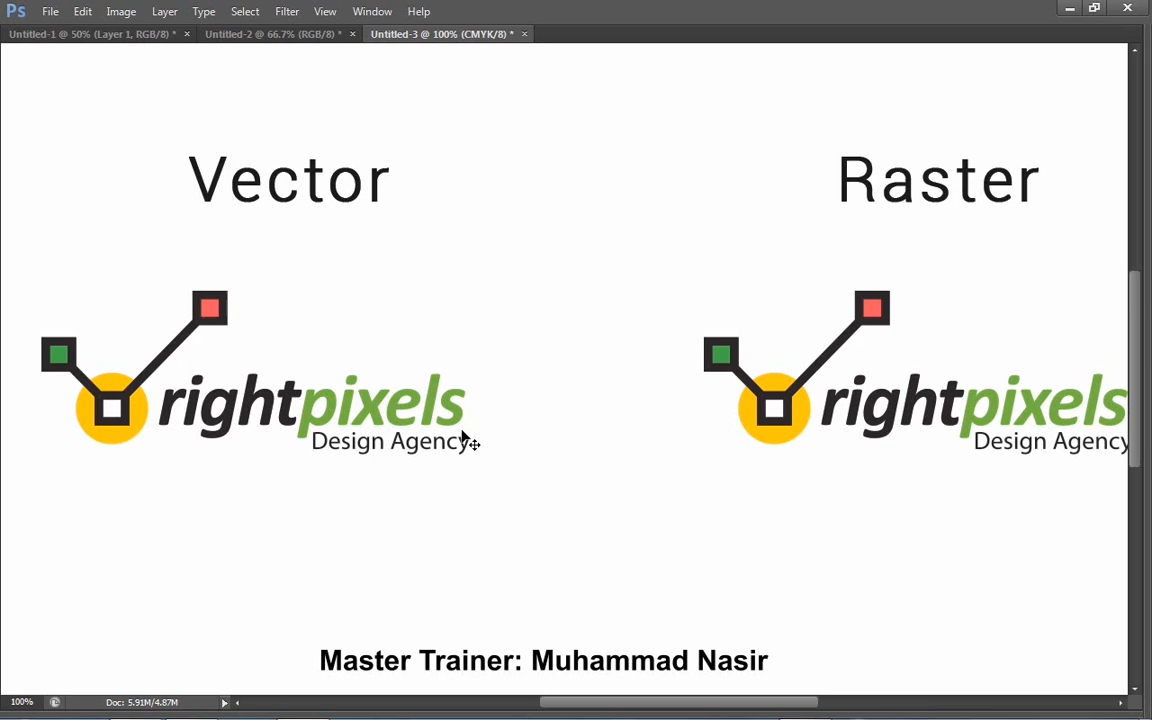 Ps File Edit Image Layer Type Select Filter View Window Help
Untitled-1 @ 50% (Layer 1, RGB/8) * × Untitled-2 @ 66.7% (RGB/8) * × Untitled-3 @ 100% (CMYK/8) * ×
Vector Raster
rightpixels rightpixels
Design Agency Design Agency
Master Trainer: Muhammad Nasir
100% Doc: 5.91M/4.87M